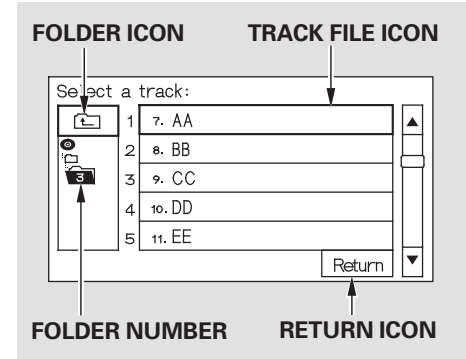 FOLDER ICON TRACK FILE ICON
Select a track:
1 7. AA
2 8. BB
3 3 9. CC
4 10. DD
5 11. EE
Return
FOLDER NUMBER RETURN ICON